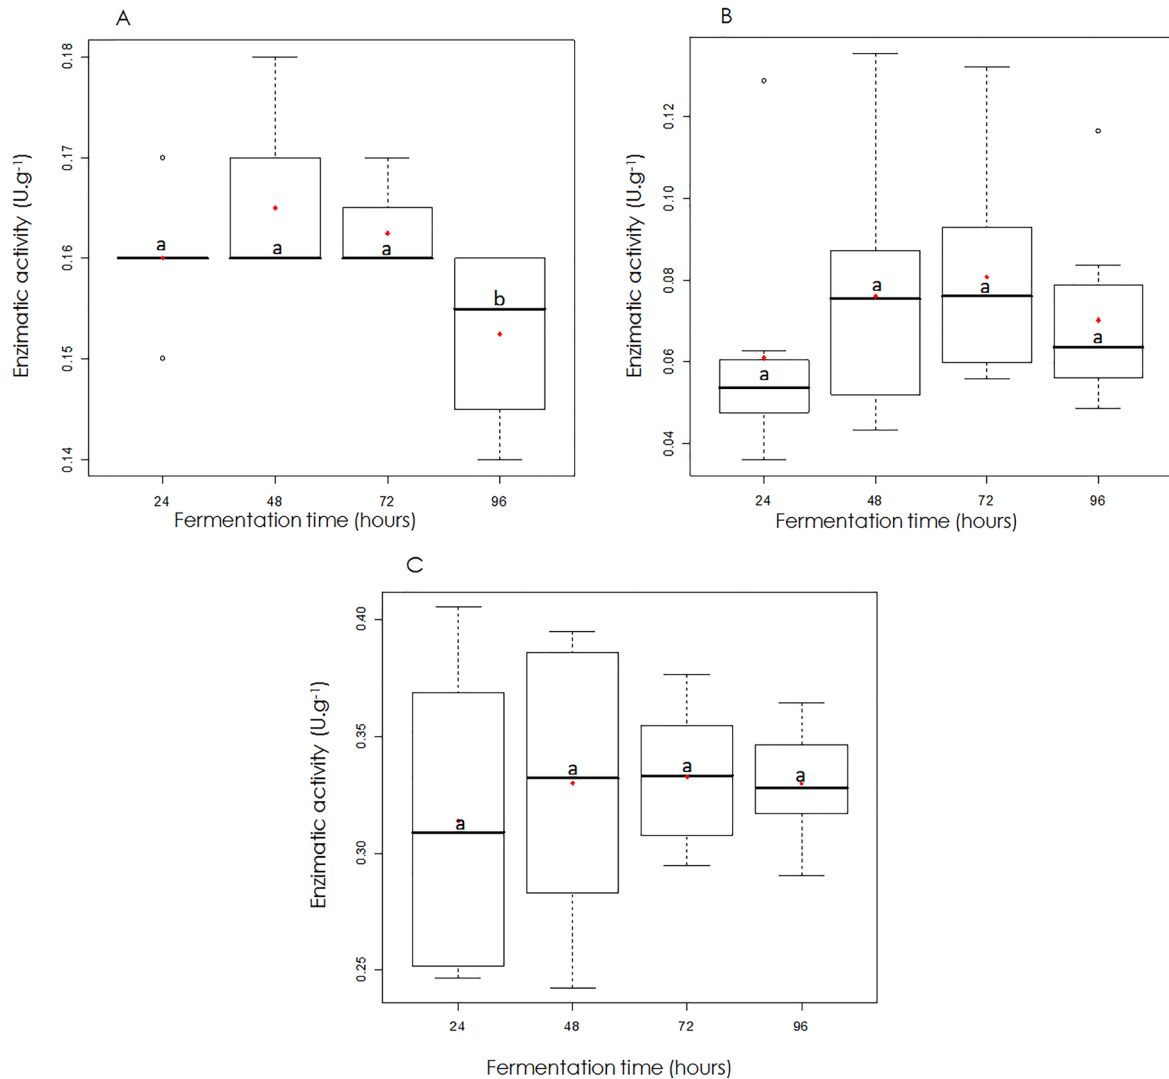 A
Enzimatic activity (U.g⁻¹)
0.18
0.17
0.16
0.15
0.14
a
a
a
b
24
48
72
96
Fermentation time (hours)
B
Enzimatic activity (U.g⁻¹)
0.12
0.10
0.08
0.06
0.04
a
a
a
a
24
48
72
96
Fermentation time (hours)
C
Enzimatic activity (U.g⁻¹)
0.40
0.35
0.30
0.25
a
a
a
a
24
48
72
96
Fermentation time (hours)